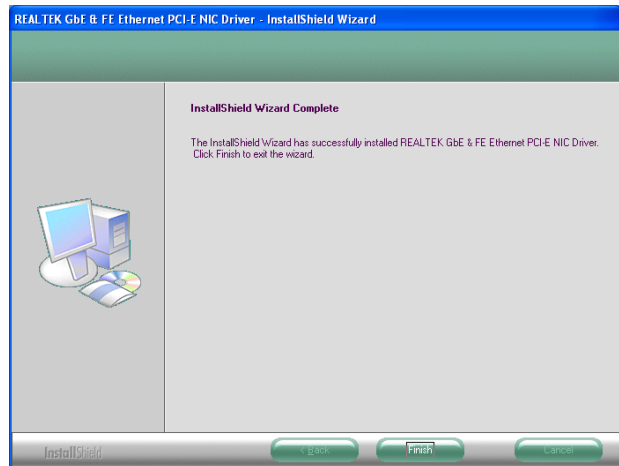 REALTEK GbE & FE Ethernet PCI-E NIC Driver - InstallShield Wizard
InstallShield Wizard Complete
The InstallShield Wizard has successfully installed REALTEK GbE & FE Ethernet PCI-E NIC Driver.
Click Finish to exit the wizard.
InstallShield
< Back
Finish
Cancel